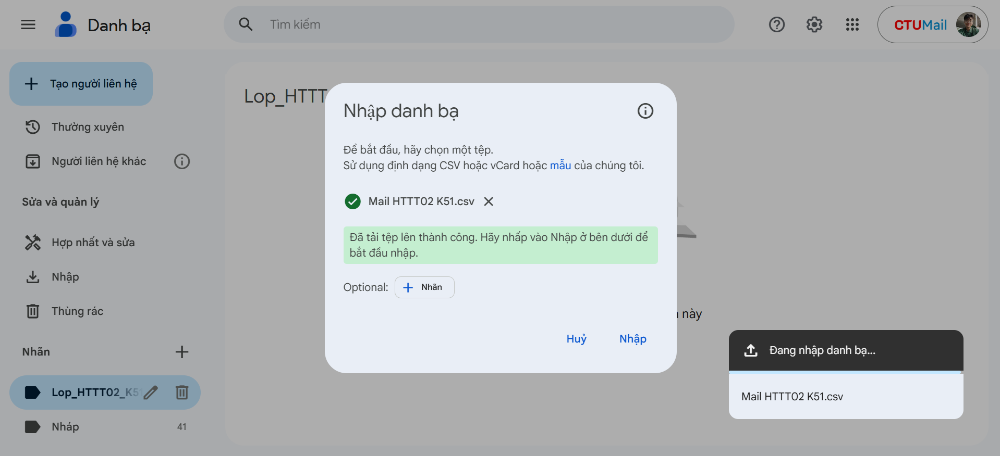 Danh bạ
Tìm kiếm
CTUMail
Tạo người liên hệ
Thường xuyên
Người liên hệ khác
Sửa và quản lý
Hợp nhất và sửa
Nhập
Thùng rác
Nhãn
Lop_HTTT02_K51
Nháp 41
Lop_HTTT
Nhập danh bạ
Để bắt đầu, hãy chọn một tệp.
Sử dụng định dạng CSV hoặc vCard hoặc mẫu của chúng tôi.
Mail HTTT02 K51.csv
Đã tải tệp lên thành công. Hãy nhấp vào Nhập ở bên dưới để
bắt đầu nhập.
Optional: Nhãn
Huỷ Nhập
này
Đang nhập danh bạ...
Mail HTTT02 K51.csv